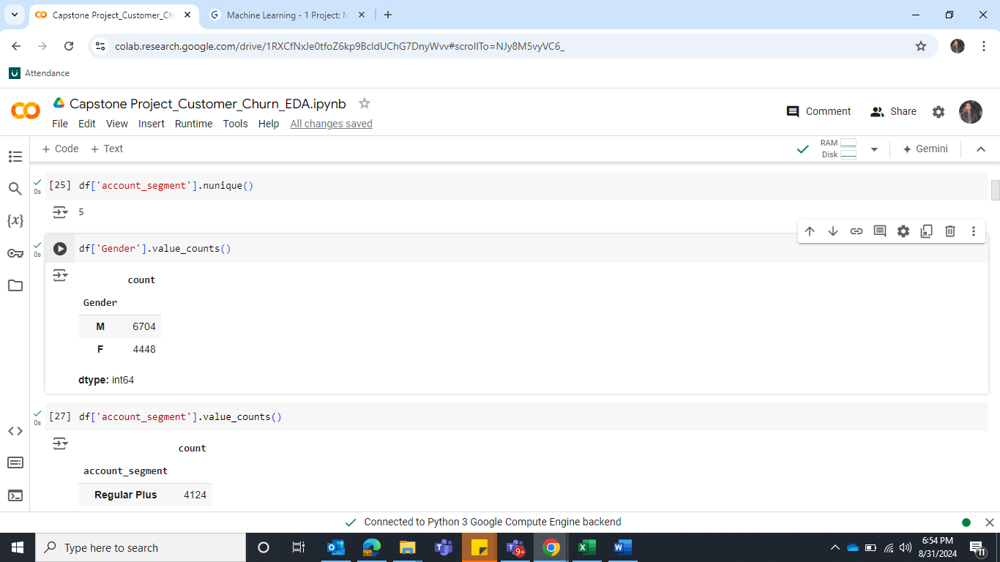 Capstone Project_Customer_Ch
Machine Learning - 1 Project: M
colab.research.google.com/drive/1RXCfNxJe0tfoZ6kp9BcldUChG7DnyWvv#scrollTo=NJy8M5vyVC6_
Attendance
Capstone Project_Customer_Churn_EDA.ipynb
File Edit View Insert Runtime Tools Help All changes saved
Comment Share
+ Code + Text
RAM
Disk
Gemini
[25] df['account_segment'].nunique()
0s
5
df['Gender'].value_counts()
0s
count
Gender
M 6704
F 4448
dtype: int64
[27] df['account_segment'].value_counts()
0s
count
account_segment
Regular Plus 4124
Connected to Python 3 Google Compute Engine backend
Type here to search
9+
6:54 PM
8/31/2024
11